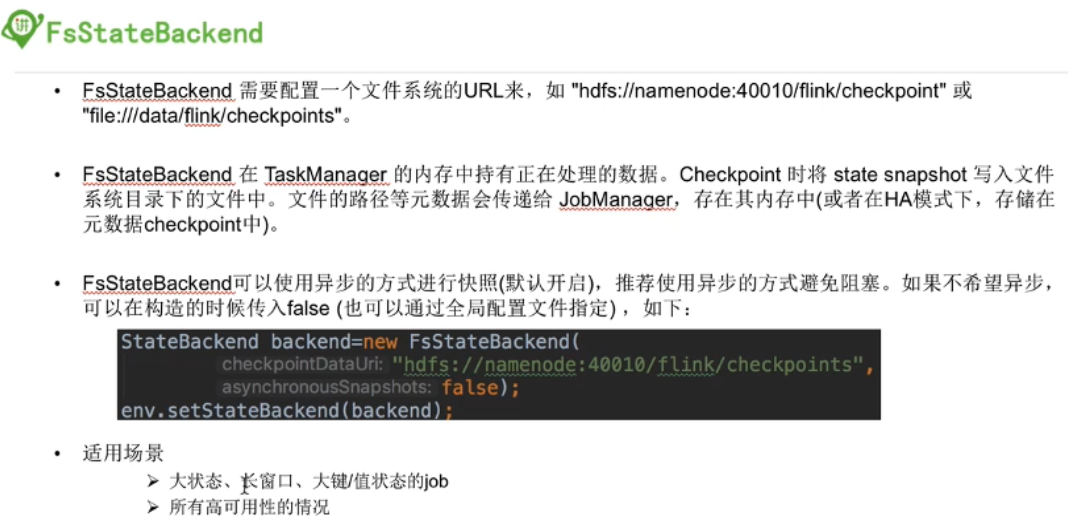 讲
FsStateBackend
• FsStateBackend 需要配置一个文件系统的URL来，如 "hdfs://namenode:40010/flink/checkpoint" 或
"file:///data/flink/checkpoints"。
• FsStateBackend 在 TaskManager 的内存中持有正在处理的数据。Checkpoint 时将 state snapshot 写入文件
系统目录下的文件中。文件的路径等元数据会传递给 JobManager，存在其内存中(或者在HA模式下，存储在
元数据checkpoint中)。
• FsStateBackend可以使用异步的方式进行快照(默认开启)，推荐使用异步的方式避免阻塞。如果不希望异步，
可以在构造的时候传入false (也可以通过全局配置文件指定) ，如下：
StateBackend backend=new FsStateBackend(
checkpointDataUri: "hdfs://namenode:40010/flink/checkpoints",
asynchronousSnapshots: false);
env.setStateBackend(backend);
• 适用场景
➢ 大状态、长窗口、大键/值状态的job
➢ 所有高可用性的情况